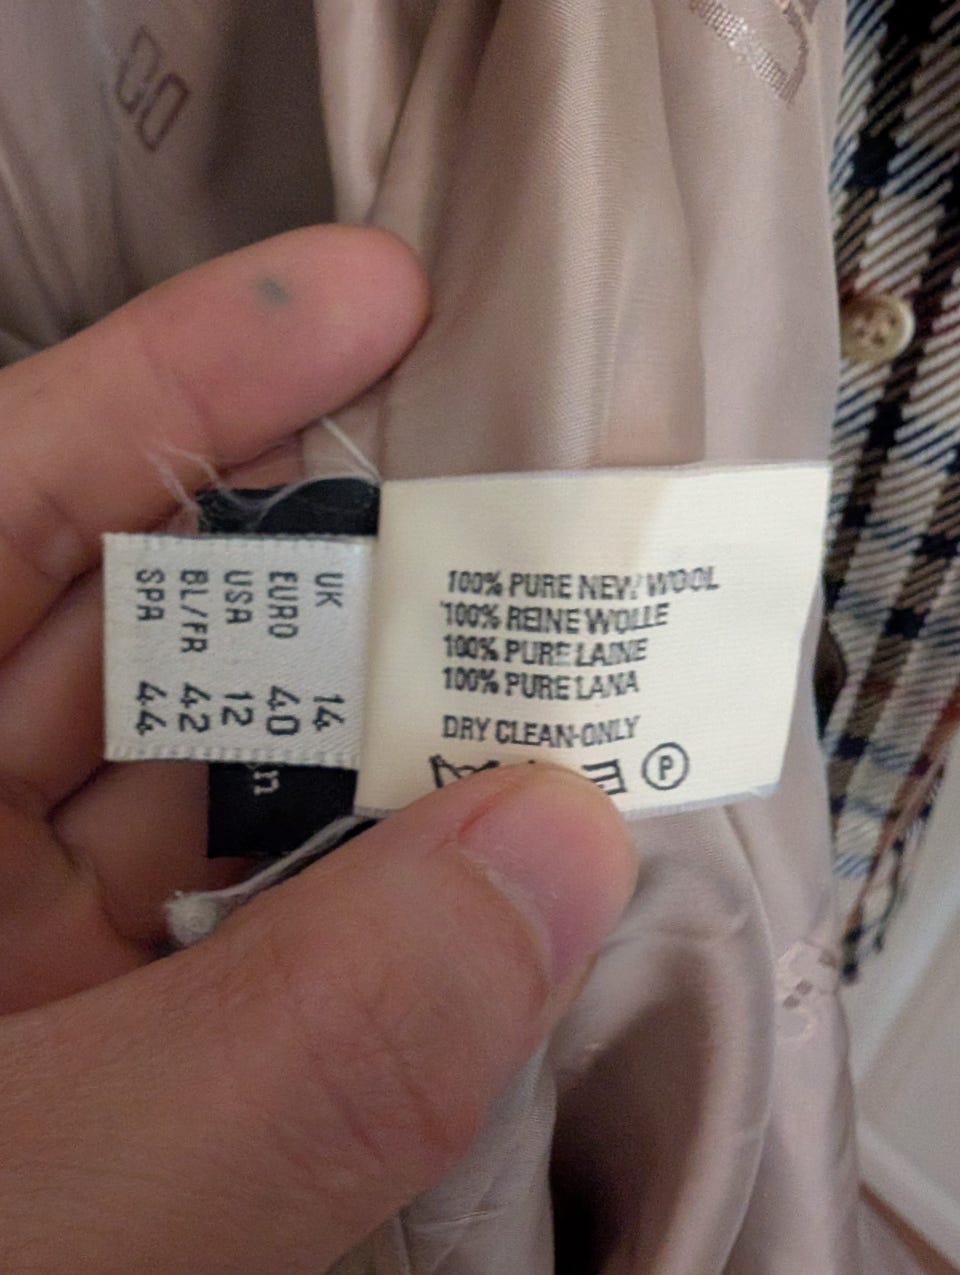 UK 14
EURO 40
USA 12
BL/FR 42
SPA 44
100% PURE NEW WOOL
100% REINE WOLLE
100% PURE LAINE
100% PURE LANA
DRY CLEAN-ONLY
P